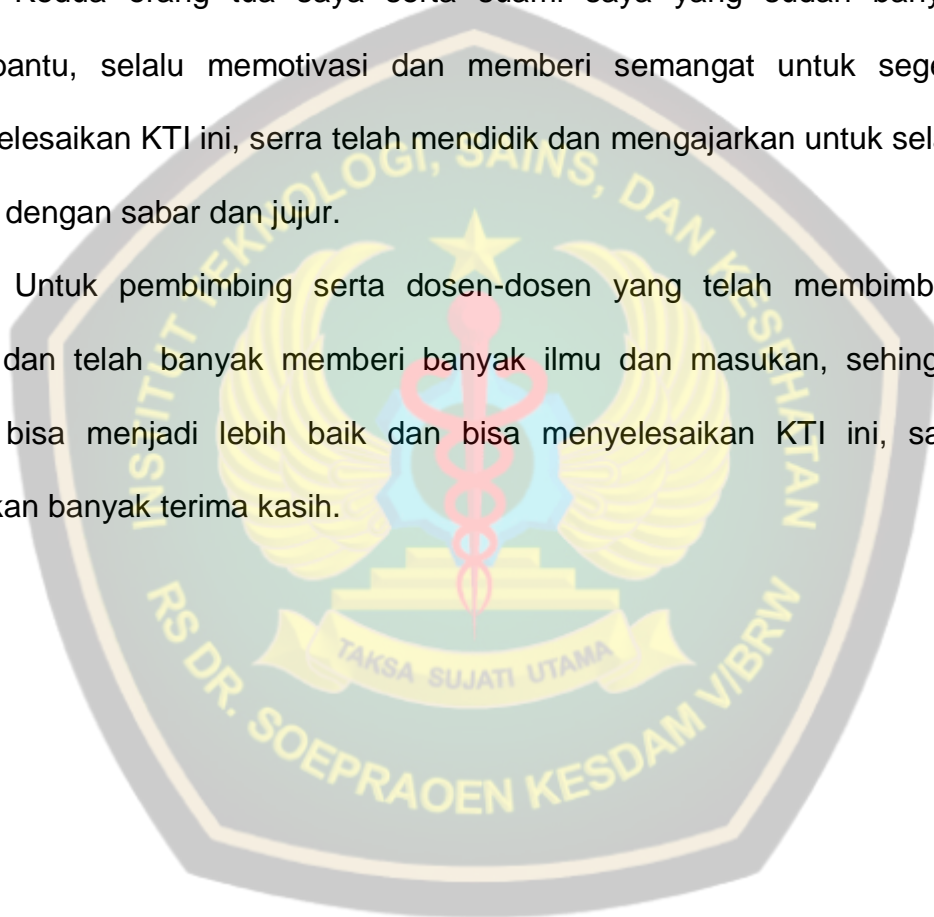 Kedua orang tua saya serta suami saya yang sudah bany
bantu, selalu memotivasi dan memberi semangat untuk sege
elesaikan KTI ini, serra telah mendidik dan mengajarkan untuk sela
dengan sabar dan jujur.
Untuk pembimbing serta dosen-dosen yang telah membimb
dan telah banyak memberi banyak ilmu dan masukan, sehing
bisa menjadi lebih baik dan bisa menyelesaikan KTI ini, sa
kan banyak terima kasih.
INSTITUT TEKNOLOGI, SAINS, DAN KESEHATAN
TAKSA SUJATI UTAMA
RS DR. SOEPRAOEN KESDAM V/BRW